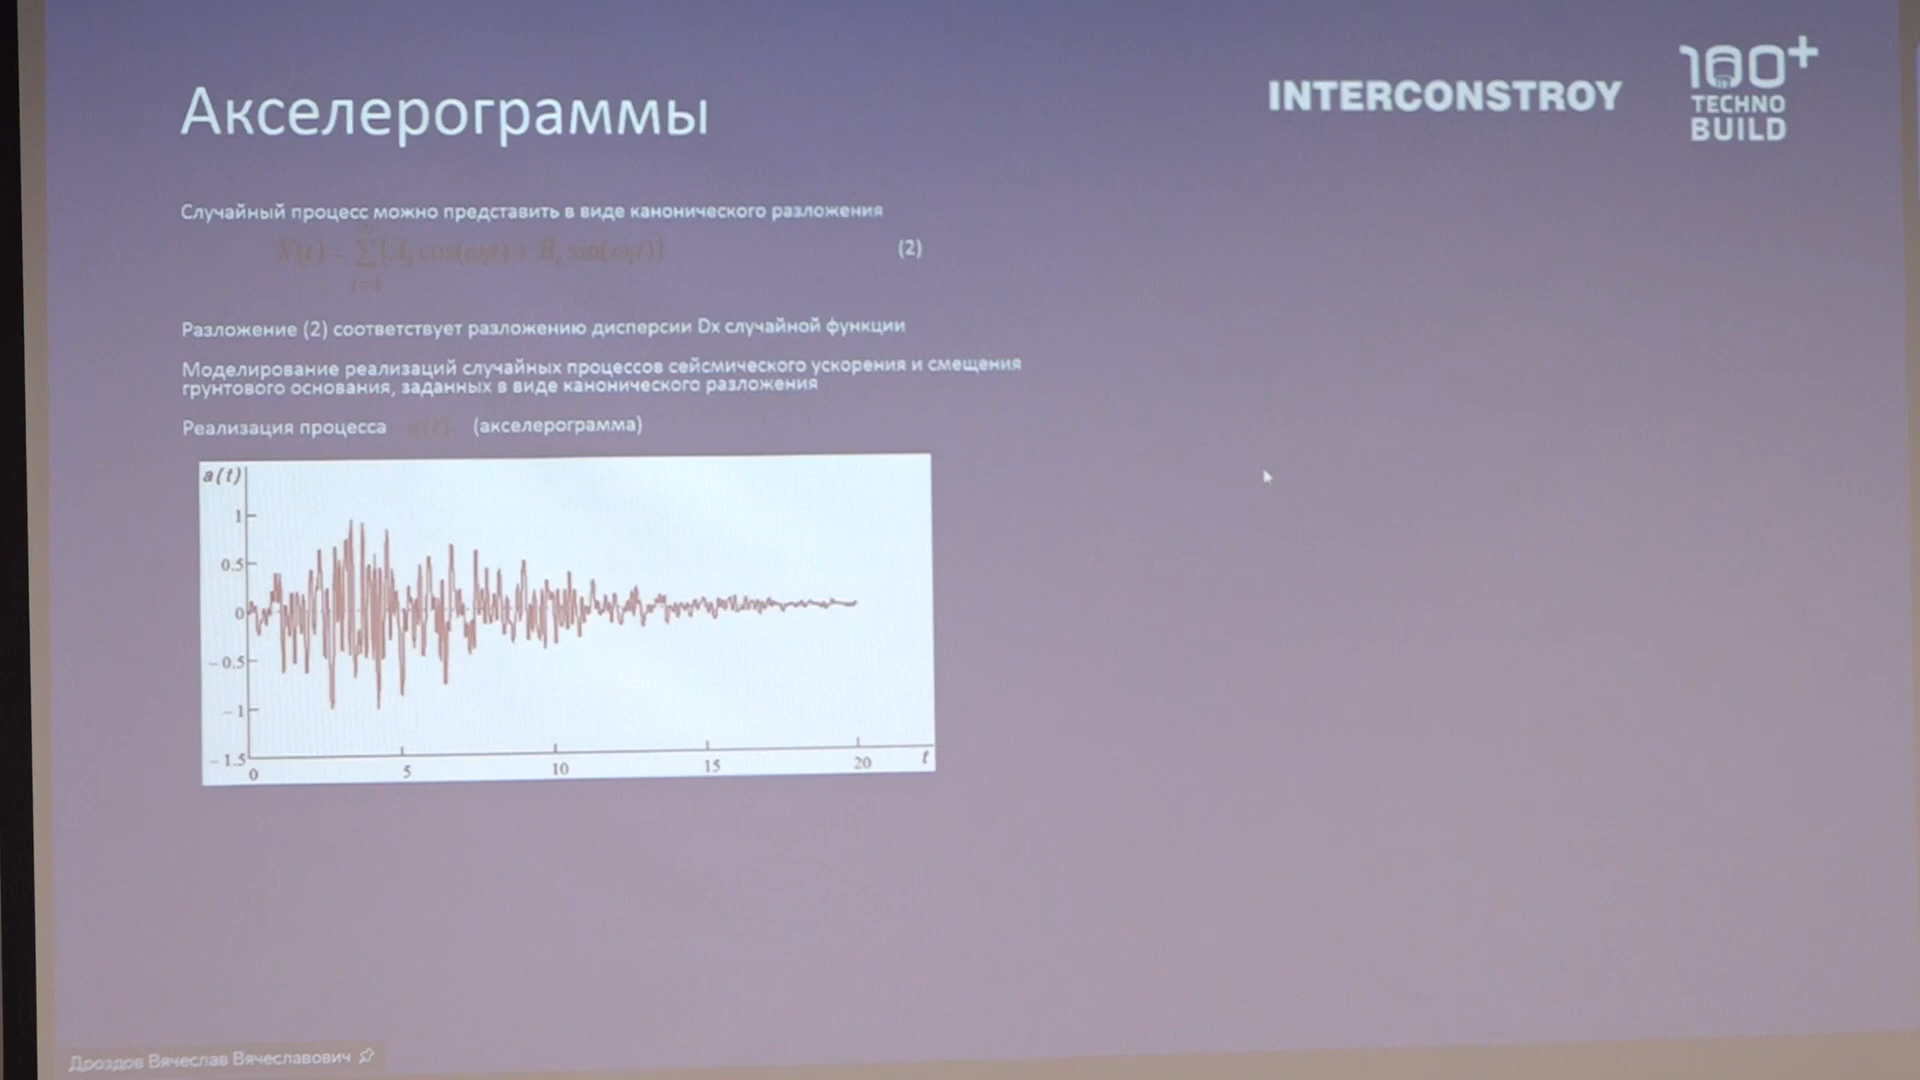 Акселерограммы
INTERCONSTROY
100+
TECHNO
BUILD
Случайный процесс можно представить в виде канонического разложения
(2)
Разложение (2) соответствует разложению дисперсии Dx случайной функции
Моделирование реализаций случайных процессов сейсмического ускорения и смещения
грунтового основания, заданных в виде канонического разложения
Реализация процесса a(t) (акселерограмма)
a(t)
1
0.5
0
– 0.5
– 1
– 1.5
0 5 10 15 20 t
Дроздов Вячеслав Вячеславович